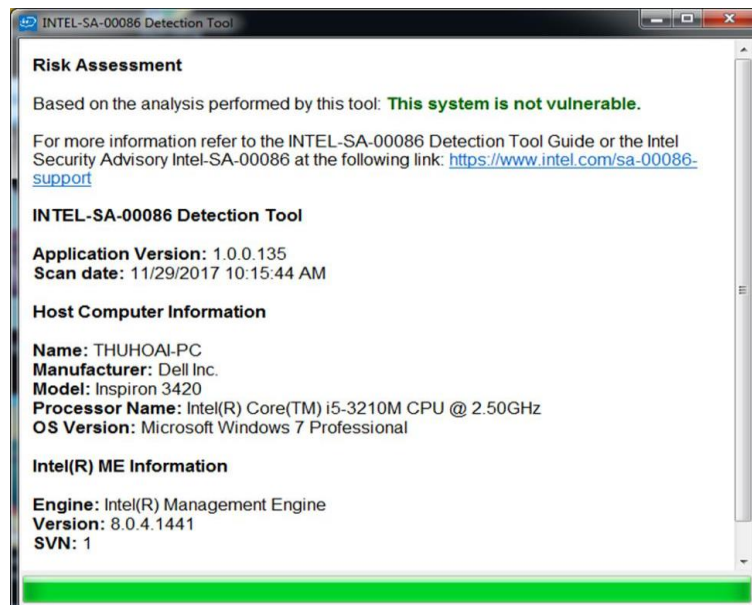 INTEL-SA-00086 Detection Tool
Risk Assessment
Based on the analysis performed by this tool: This system is not vulnerable.
For more information refer to the INTEL-SA-00086 Detection Tool Guide or the Intel
Security Advisory Intel-SA-00086 at the following link: https://www.intel.com/sa-00086-
support
INTEL-SA-00086 Detection Tool
Application Version: 1.0.0.135
Scan date: 11/29/2017 10:15:44 AM
Host Computer Information
Name: THUHOAI-PC
Manufacturer: Dell Inc.
Model: Inspiron 3420
Processor Name: Intel(R) Core(TM) i5-3210M CPU @ 2.50GHz
OS Version: Microsoft Windows 7 Professional
Intel(R) ME Information
Engine: Intel(R) Management Engine
Version: 8.0.4.1441
SVN: 1